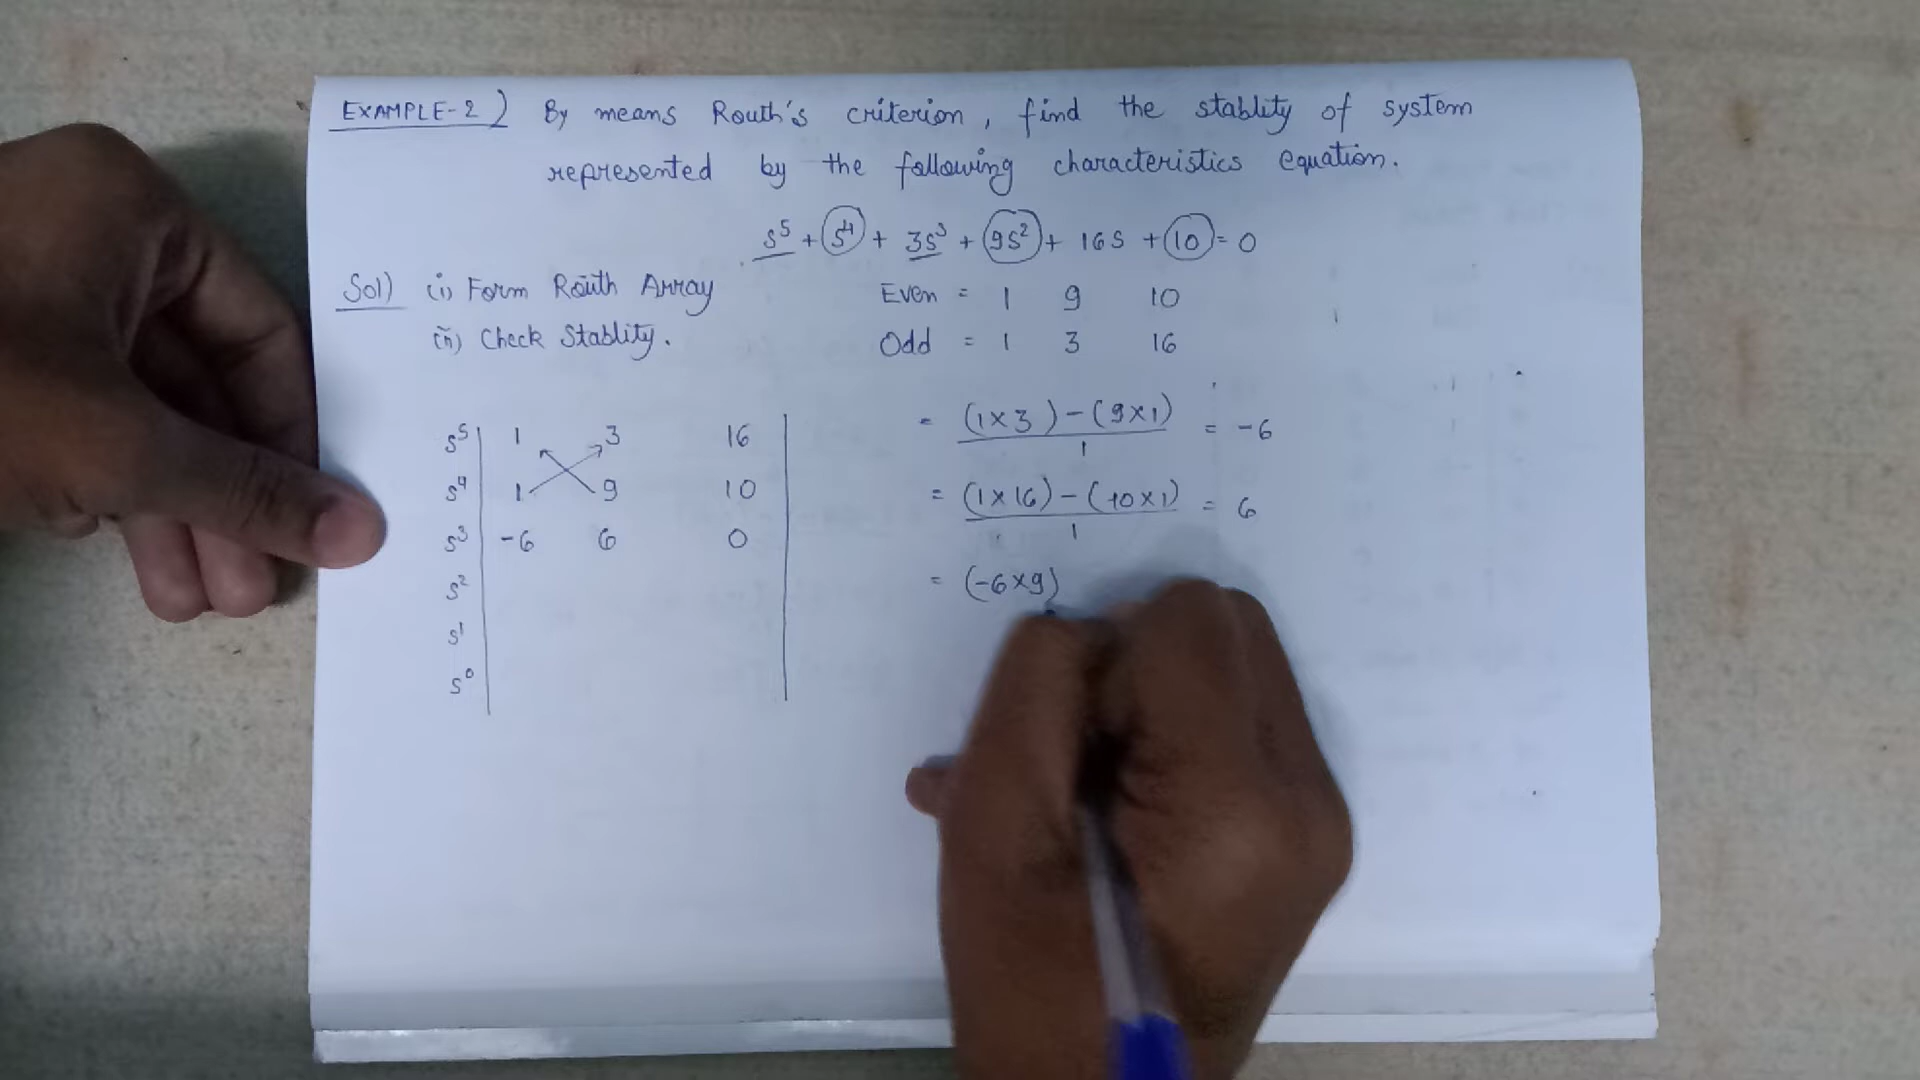 EXAMPLE-2) By means Routh's criterion, find the stablity of system
represented by the following characteristics equation.
s⁵ + s⁴ + 3s³ + 9s² + 16s + 10 = 0
Sol) (i) Form Routh Array
(ii) Check Stablity.
Even = 1 9 10
Odd = 1 3 16
s⁵ 1 3 16
s⁴ 1 9 10
s³ -6 6 0
s²
s¹
s⁰
= (1×3) - (9×1) / 1 = -6
= (1×16) - (10×1) / 1 = 6
= (-6×9)